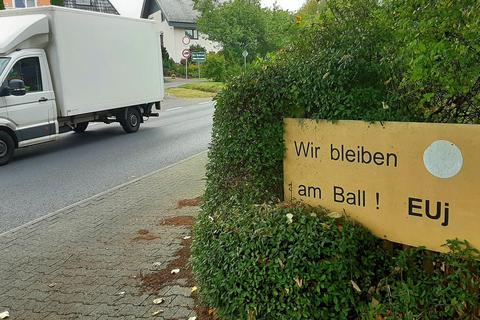 Wir bleiben
am Ball !
EUj